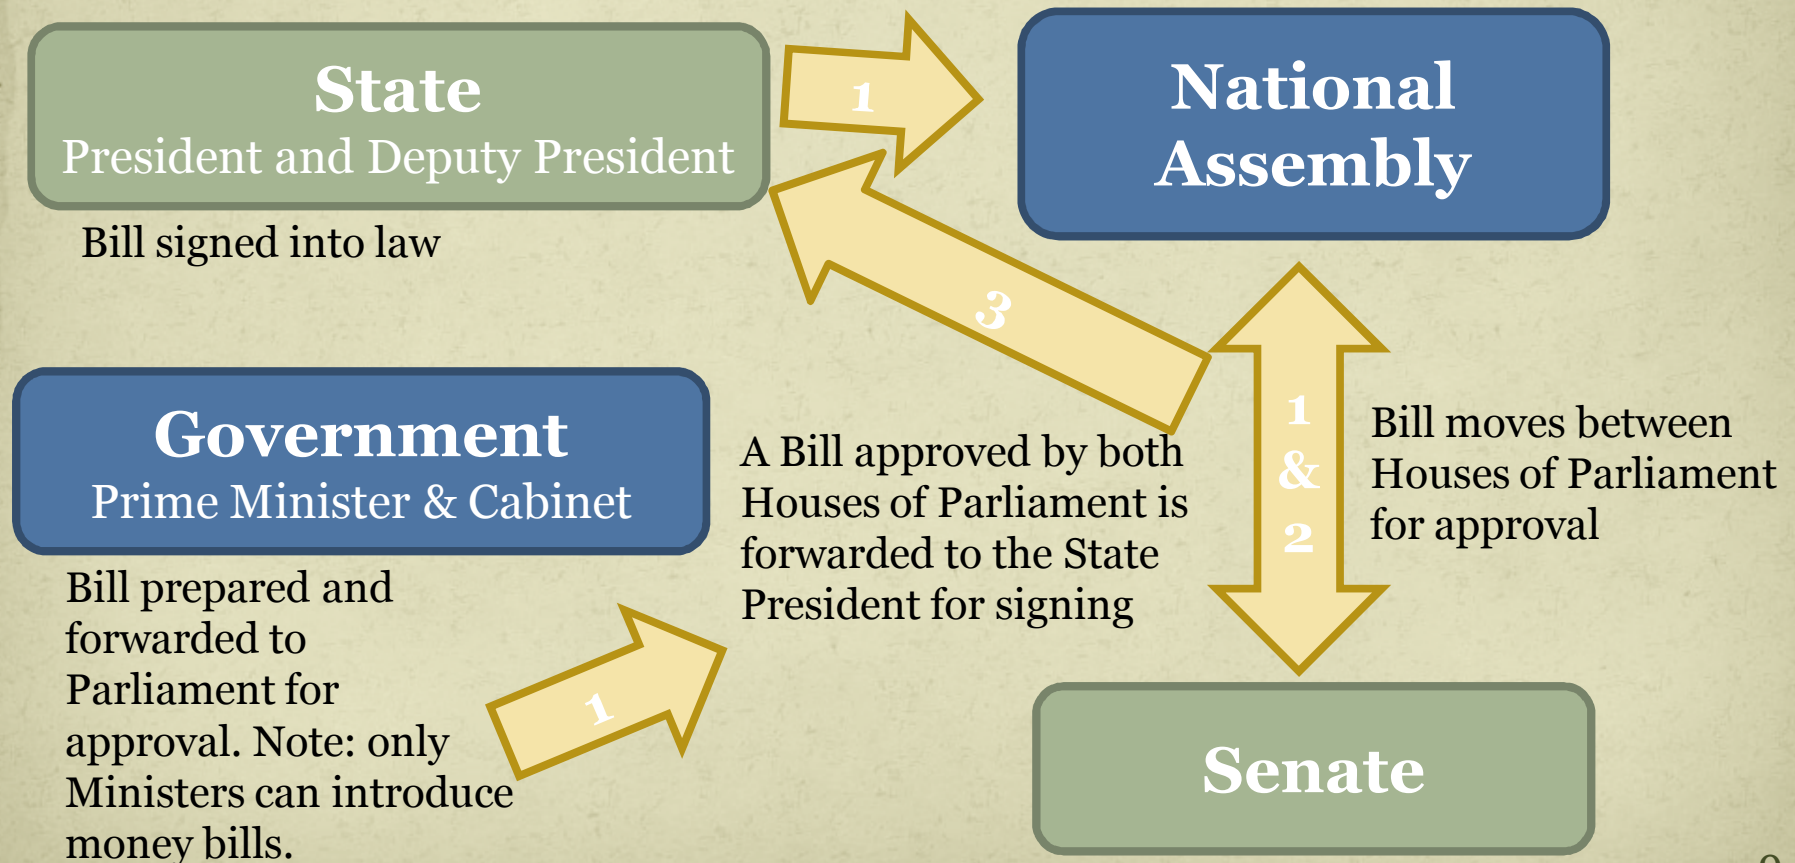 State
President and Deputy President
1
National
Assembly
Bill signed into law
3
Government
Prime Minister & Cabinet
A Bill approved by both
Houses of Parliament is
forwarded to the State
President for signing
1
&
2
Bill moves between
Houses of Parliament
for approval
Bill prepared and
forwarded to
Parliament for
approval. Note: only
Ministers can introduce
money bills.
1
Senate